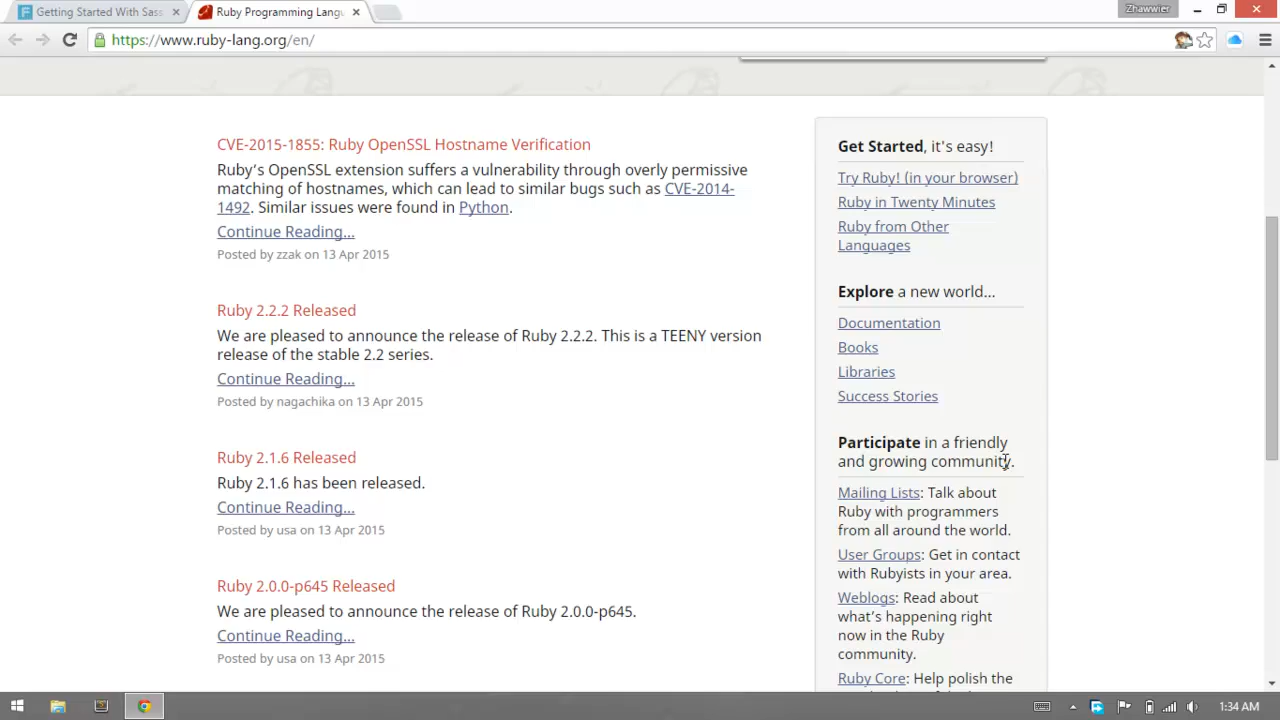 Getting Started With Sass
Ruby Programming Langu
Zhawwier
https://www.ruby-lang.org/en/
CVE-2015-1855: Ruby OpenSSL Hostname Verification
Ruby's OpenSSL extension suffers a vulnerability through overly permissive
matching of hostnames, which can lead to similar bugs such as CVE-2014-
1492. Similar issues were found in Python.
Continue Reading...
Posted by zzak on 13 Apr 2015
Ruby 2.2.2 Released
We are pleased to announce the release of Ruby 2.2.2. This is a TEENY version
release of the stable 2.2 series.
Continue Reading...
Posted by nagachika on 13 Apr 2015
Ruby 2.1.6 Released
Ruby 2.1.6 has been released.
Continue Reading...
Posted by usa on 13 Apr 2015
Ruby 2.0.0-p645 Released
We are pleased to announce the release of Ruby 2.0.0-p645.
Continue Reading...
Posted by usa on 13 Apr 2015
Get Started, it's easy!
Try Ruby! (in your browser)
Ruby in Twenty Minutes
Ruby from Other
Languages
Explore a new world...
Documentation
Books
Libraries
Success Stories
Participate in a friendly
and growing community.
Mailing Lists: Talk about
Ruby with programmers
from all around the world.
User Groups: Get in contact
with Rubyists in your area.
Weblogs: Read about
what's happening right
now in the Ruby
community.
Ruby Core: Help polish the
1:34 AM